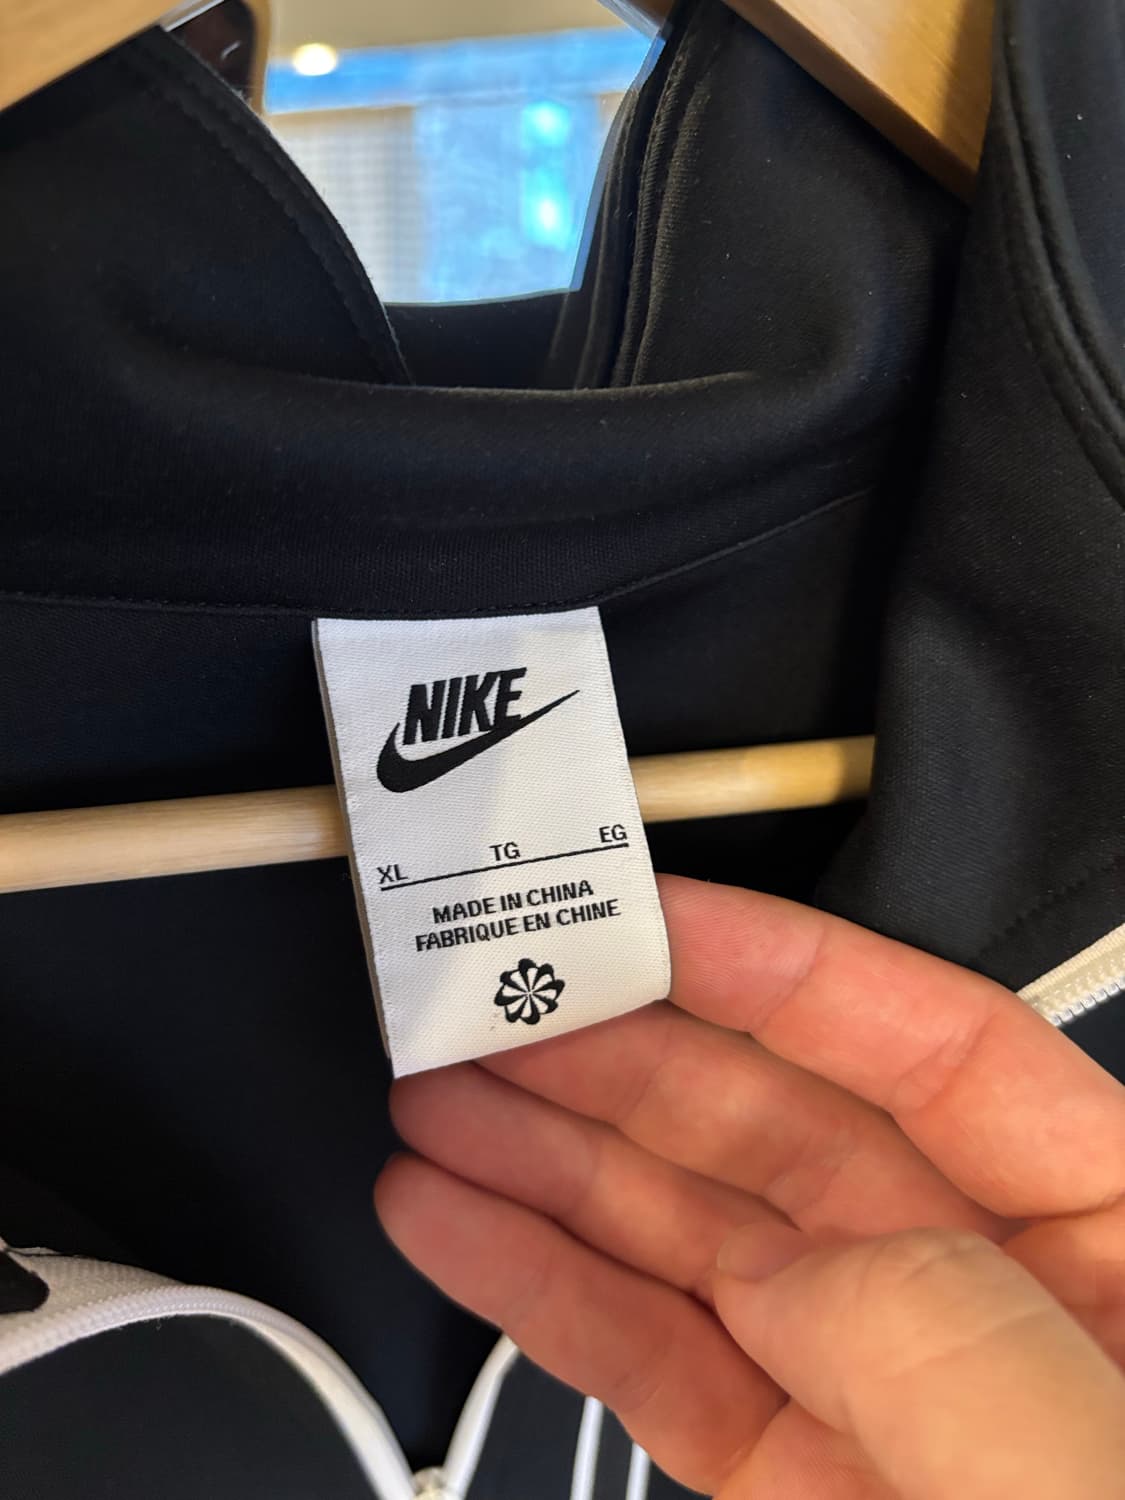 NIKE
XL TG EG
MADE IN CHINA
FABRIQUE EN CHINE